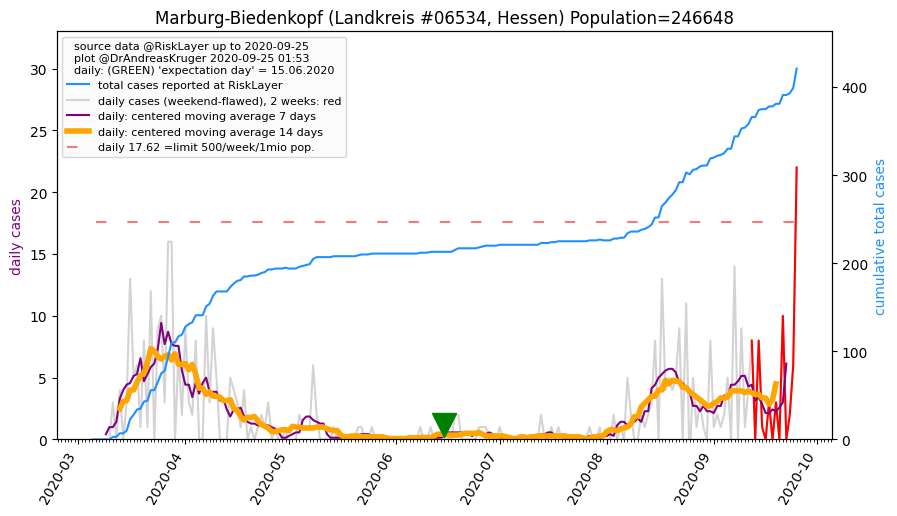 Marburg-Biedenkopf (Landkreis #06534, Hessen) Population=246648
source data @RiskLayer up to 2020-09-25
plot @DrAndreasKruger 2020-09-25 01:53
daily: (GREEN) 'expectation day' = 15.06.2020
total cases reported at RiskLayer
daily cases (weekend-flawed), 2 weeks: red
daily: centered moving average 7 days
daily: centered moving average 14 days
daily 17.62 =limit 500/week/1mio pop.
daily cases
30
25
20
15
10
5
0
cumulative total cases
400
300
200
100
0
2020-03
2020-04
2020-05
2020-06
2020-07
2020-08
2020-09
2020-10